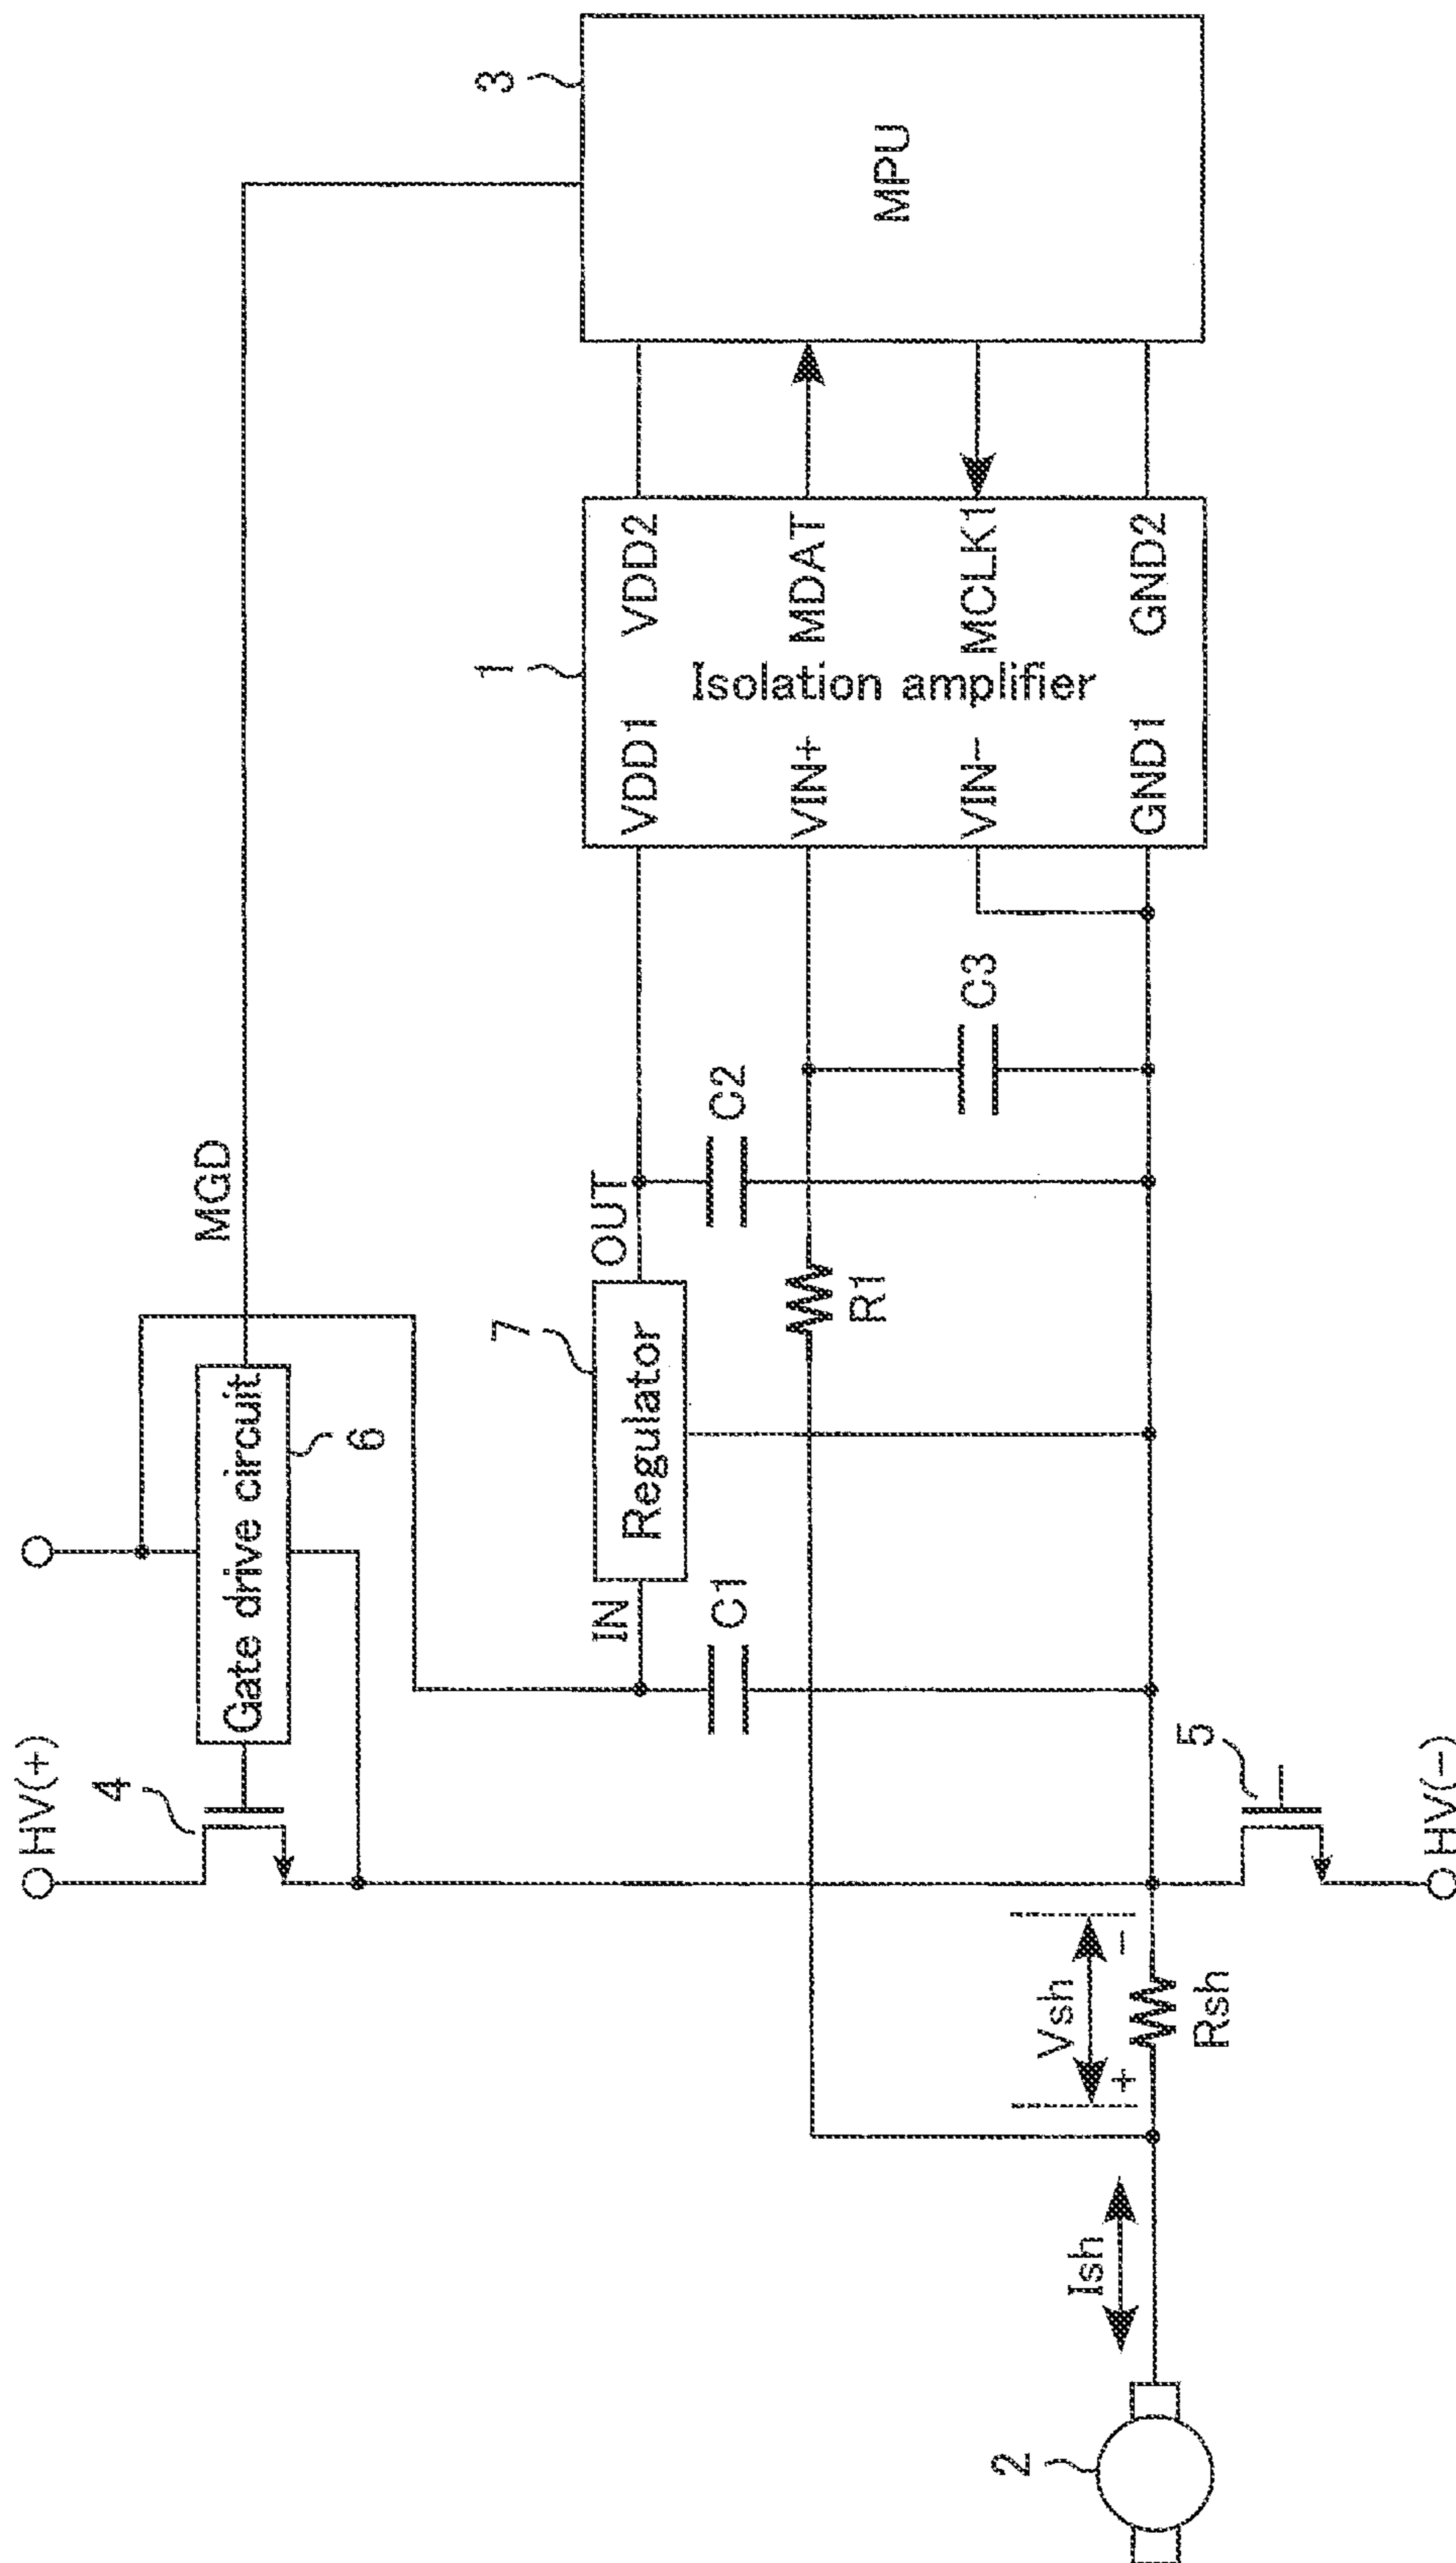 HV(+)
4
Gate drive circuit
6
MGD
3
MPU
7
IN
Regulator
OUT
C1
C2
R1
C3
1
VDD1
VDD2
VIN+
MDAT
Isolation amplifier
VIN−
MCLK1
GND1
GND2
2
Ish
Vsh
+
−
Rsh
5
HV(−)